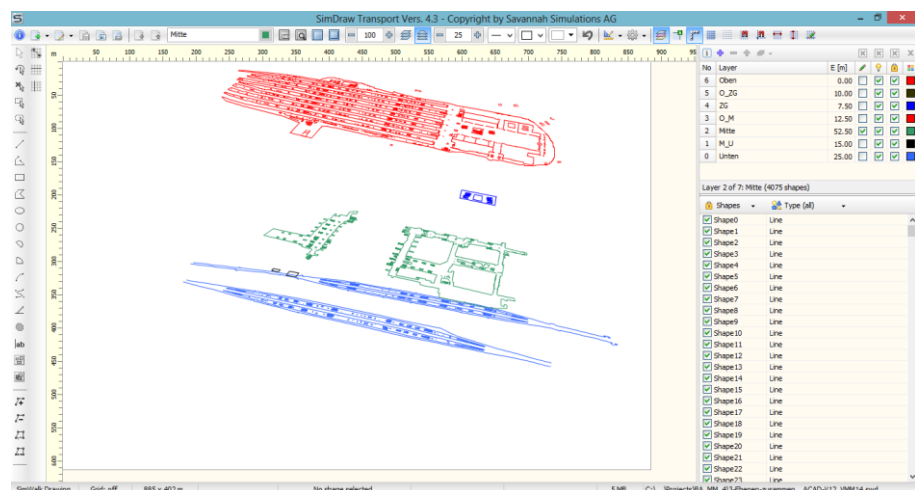 SimDraw Transport Vers. 4.3 - Copyright by Savannah Simulations AG
Mitte 100 25
m 50 100 150 200 250 300 350 400 450 500 550 600 650 700 750 800 850 900
50
100
150
200
250
300
350
400
450
500
550
600
No Layer E [m]
6 Oben 0.00
5 O_ZG 10.00
4 ZG 7.50
3 O_M 12.50
2 Mitte 52.50
1 M_U 15.00
0 Unten 25.00
Layer 2 of 7: Mitte (4075 shapes)
Shapes Type (all)
Shape0 Line
Shape1 Line
Shape2 Line
Shape3 Line
Shape4 Line
Shape5 Line
Shape6 Line
Shape7 Line
Shape8 Line
Shape9 Line
Shape10 Line
Shape11 Line
Shape12 Line
Shape13 Line
Shape14 Line
Shape15 Line
Shape16 Line
Shape17 Line
Shape18 Line
Shape19 Line
Shape20 Line
Shape21 Line
Shape22 Line
Shape23 Line
ab
SimWalk Drawing Grid: off 885 x 402 m No shape selected 5 MB